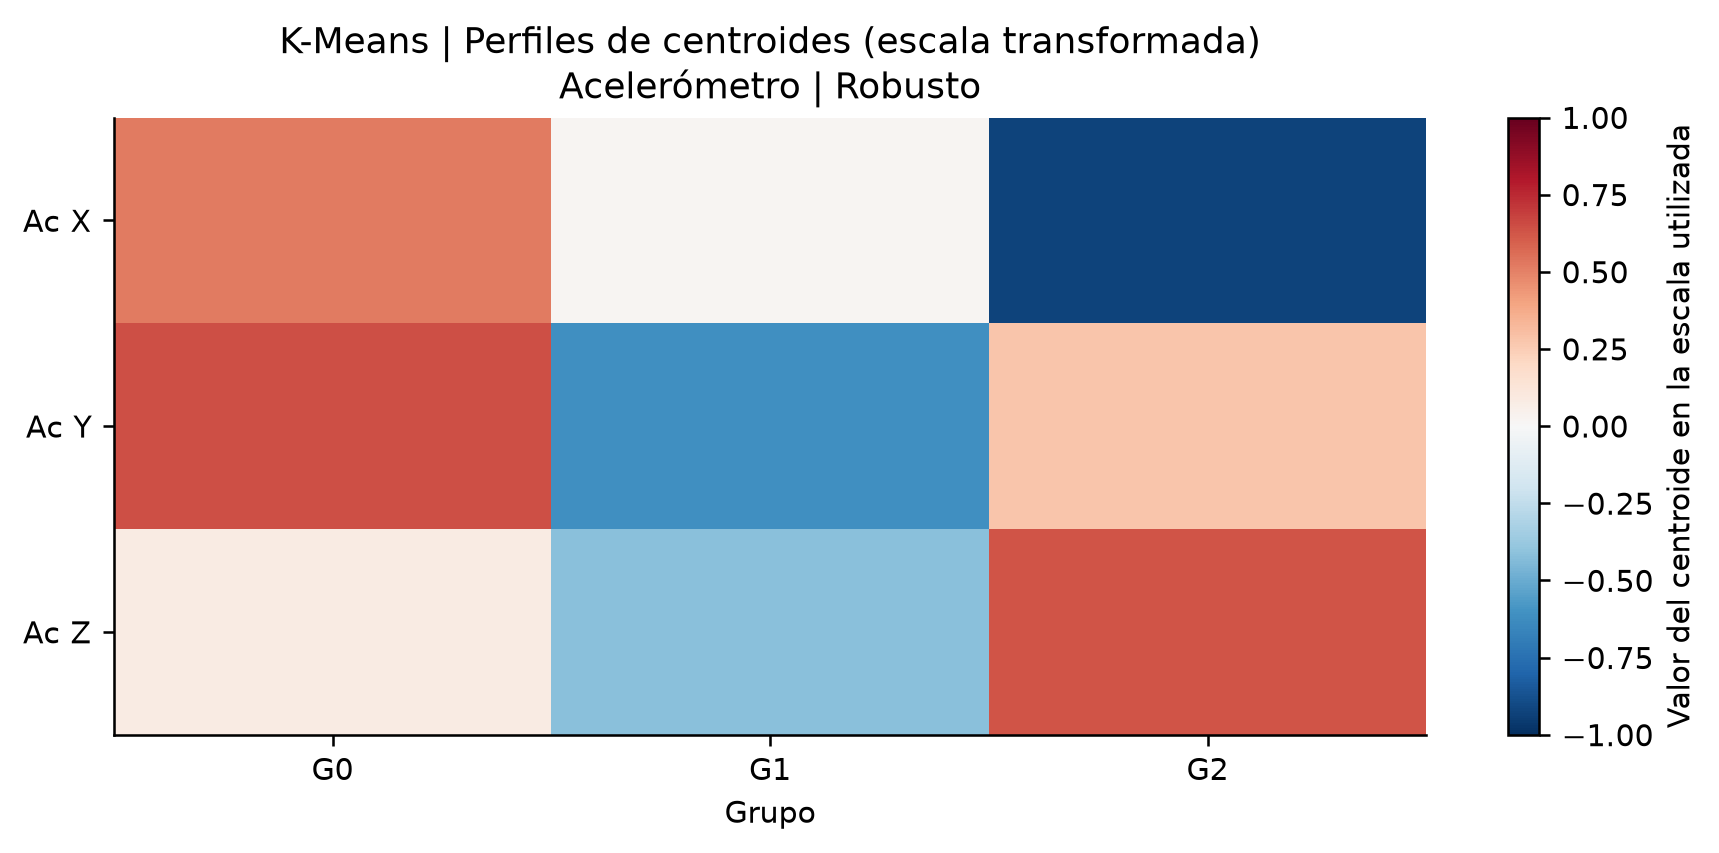 K-Means | Perfiles de centroides (escala transformada)
Acelerómetro | Robusto
Ac X
Ac Y
Ac Z
G0
G1
G2
Grupo
1.00
0.75
0.50
0.25
0.00
−0.25
−0.50
−0.75
−1.00
Valor del centroide en la escala utilizada